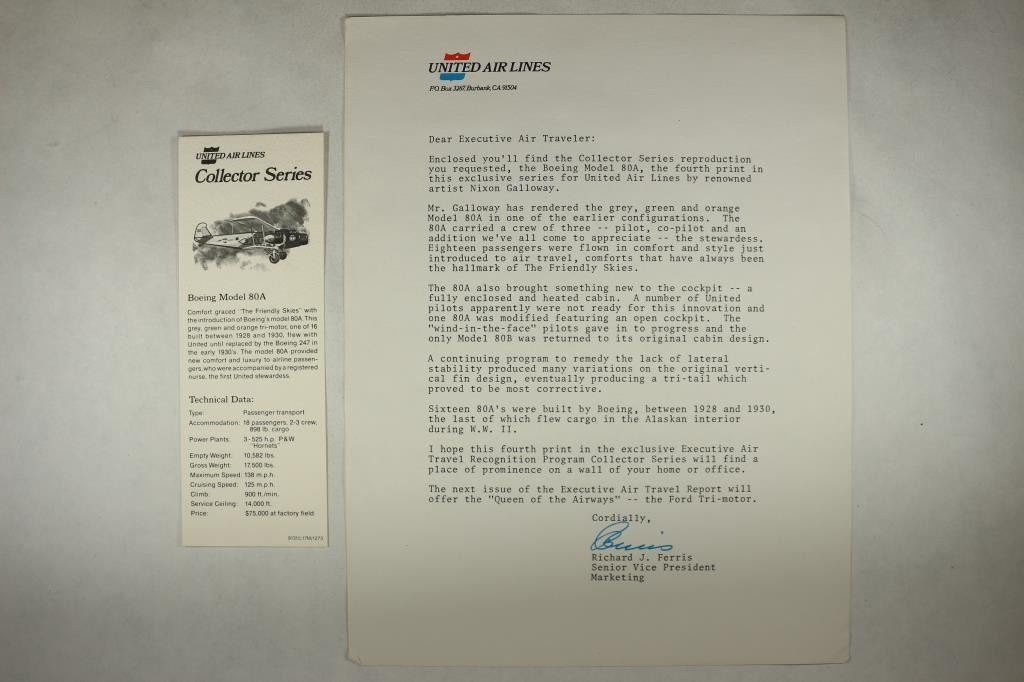 UNITED AIR LINES
Collector Series
Boeing Model 80A
Comfort graced "The Friendly Skies" with
the introduction of Boeing's model 80A. This
grey, green and orange tri-motor, one of 16
built between 1928 and 1930, flew with
United until replaced by the Boeing 247 in
the early 1930's. The model 80A provided
new comfort and luxury to airline passen-
gers, who were accompanied by a registered
nurse, the first United stewardess.
Technical Data:
Type: Passenger transport
Accommodation: 18 passengers, 2-3 crew,
898 lb. cargo
Power Plants: 3 - 525 h.p. P&W
"Hornets"
Empty Weight: 10,582 lbs.
Gross Weight: 17,500 lbs.
Maximum Speed: 138 m.p.h.
Cruising Speed: 125 m.p.h.
Climb: 900 ft./min.
Service Ceiling: 14,000 ft.
Price: $75,000 at factory field
UNITED AIR LINES
P.O. Box 3267, Burbank, CA 91504
Dear Executive Air Traveler:
Enclosed you'll find the Collector Series reproduction
you requested, the Boeing Model 80A, the fourth print in
this exclusive series for United Air Lines by renowned
artist Nixon Galloway.
Mr. Galloway has rendered the grey, green and orange
Model 80A in one of the earlier configurations. The
80A carried a crew of three -- pilot, co-pilot and an
addition we've all come to appreciate -- the stewardess.
Eighteen passengers were flown in comfort and style just
introduced to air travel, comforts that have always been
the hallmark of The Friendly Skies.
The 80A also brought something new to the cockpit -- a
fully enclosed and heated cabin. A number of United
pilots apparently were not ready for this innovation and
one 80A was modified featuring an open cockpit. The
"wind-in-the-face" pilots gave in to progress and the
only Model 80B was returned to its original cabin design.
A continuing program to remedy the lack of lateral
stability produced many variations on the original verti-
cal fin design, eventually producing a tri-tail which
proved to be most corrective.
Sixteen 80A's were built by Boeing, between 1928 and 1930,
the last of which flew cargo in the Alaskan interior
during W.W. II.
I hope this fourth print in the exclusive Executive Air
Travel Recognition Program Collector Series will find a
place of prominence on a wall of your home or office.
The next issue of the Executive Air Travel Report will
offer the "Queen of the Airways" -- the Ford Tri-motor.
Cordially,
Richard J. Ferris
Senior Vice President
Marketing